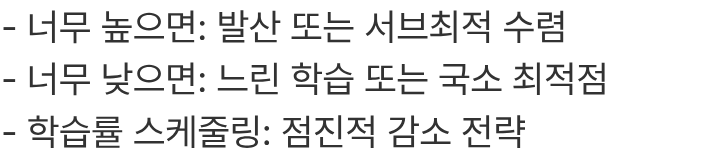 - 너무 높으면: 발산 또는 서브최적 수렴
- 너무 낮으면: 느린 학습 또는 국소 최적점
- 학습률 스케줄링: 점진적 감소 전략